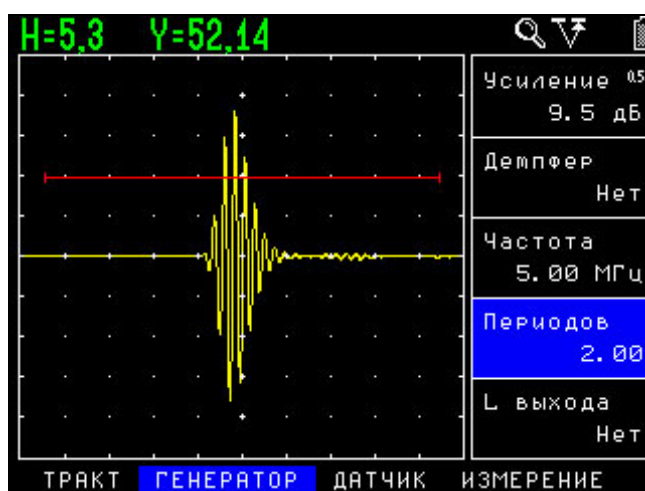 H=5,3 Y=52,14
Усиление 0.5
9.5 дБ
Демпфер
Нет
Частота
5.00 МГц
Периодов
2.00
L выхода
Нет
ТРАКТ ГЕНЕРАТОР ДАТЧИК ИЗМЕРЕНИЕ